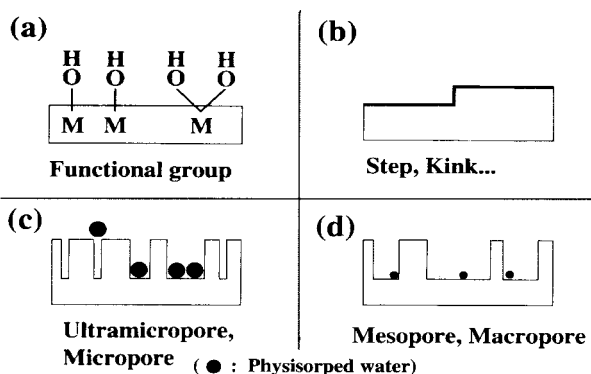 (a)
H H H H
O O O O
M M M
Functional group
(b)
Step, Kink...
(c)
Ultramicropore,
Micropore
(d)
Mesopore, Macropore
( ● : Physisorped water)